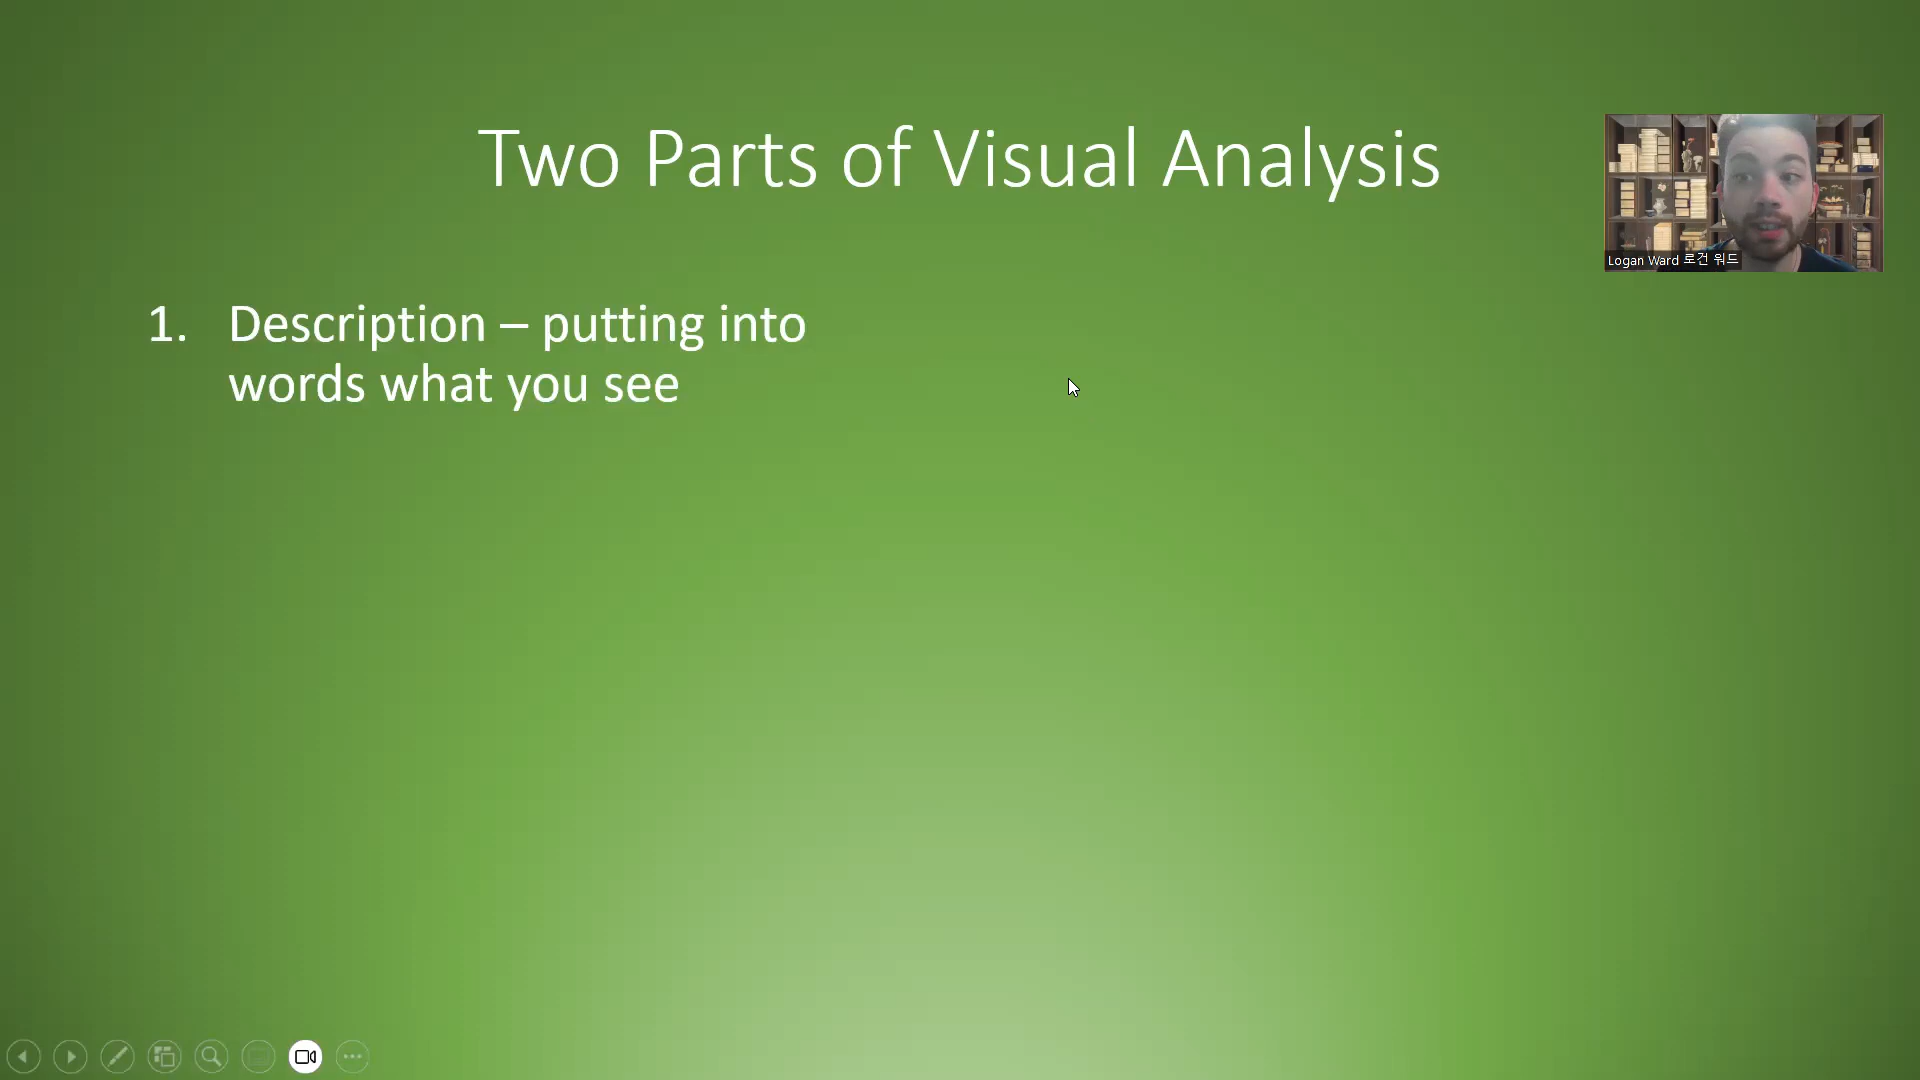 Two Parts of Visual Analysis
Logan Ward 로건 워드
1. Description – putting into
words what you see